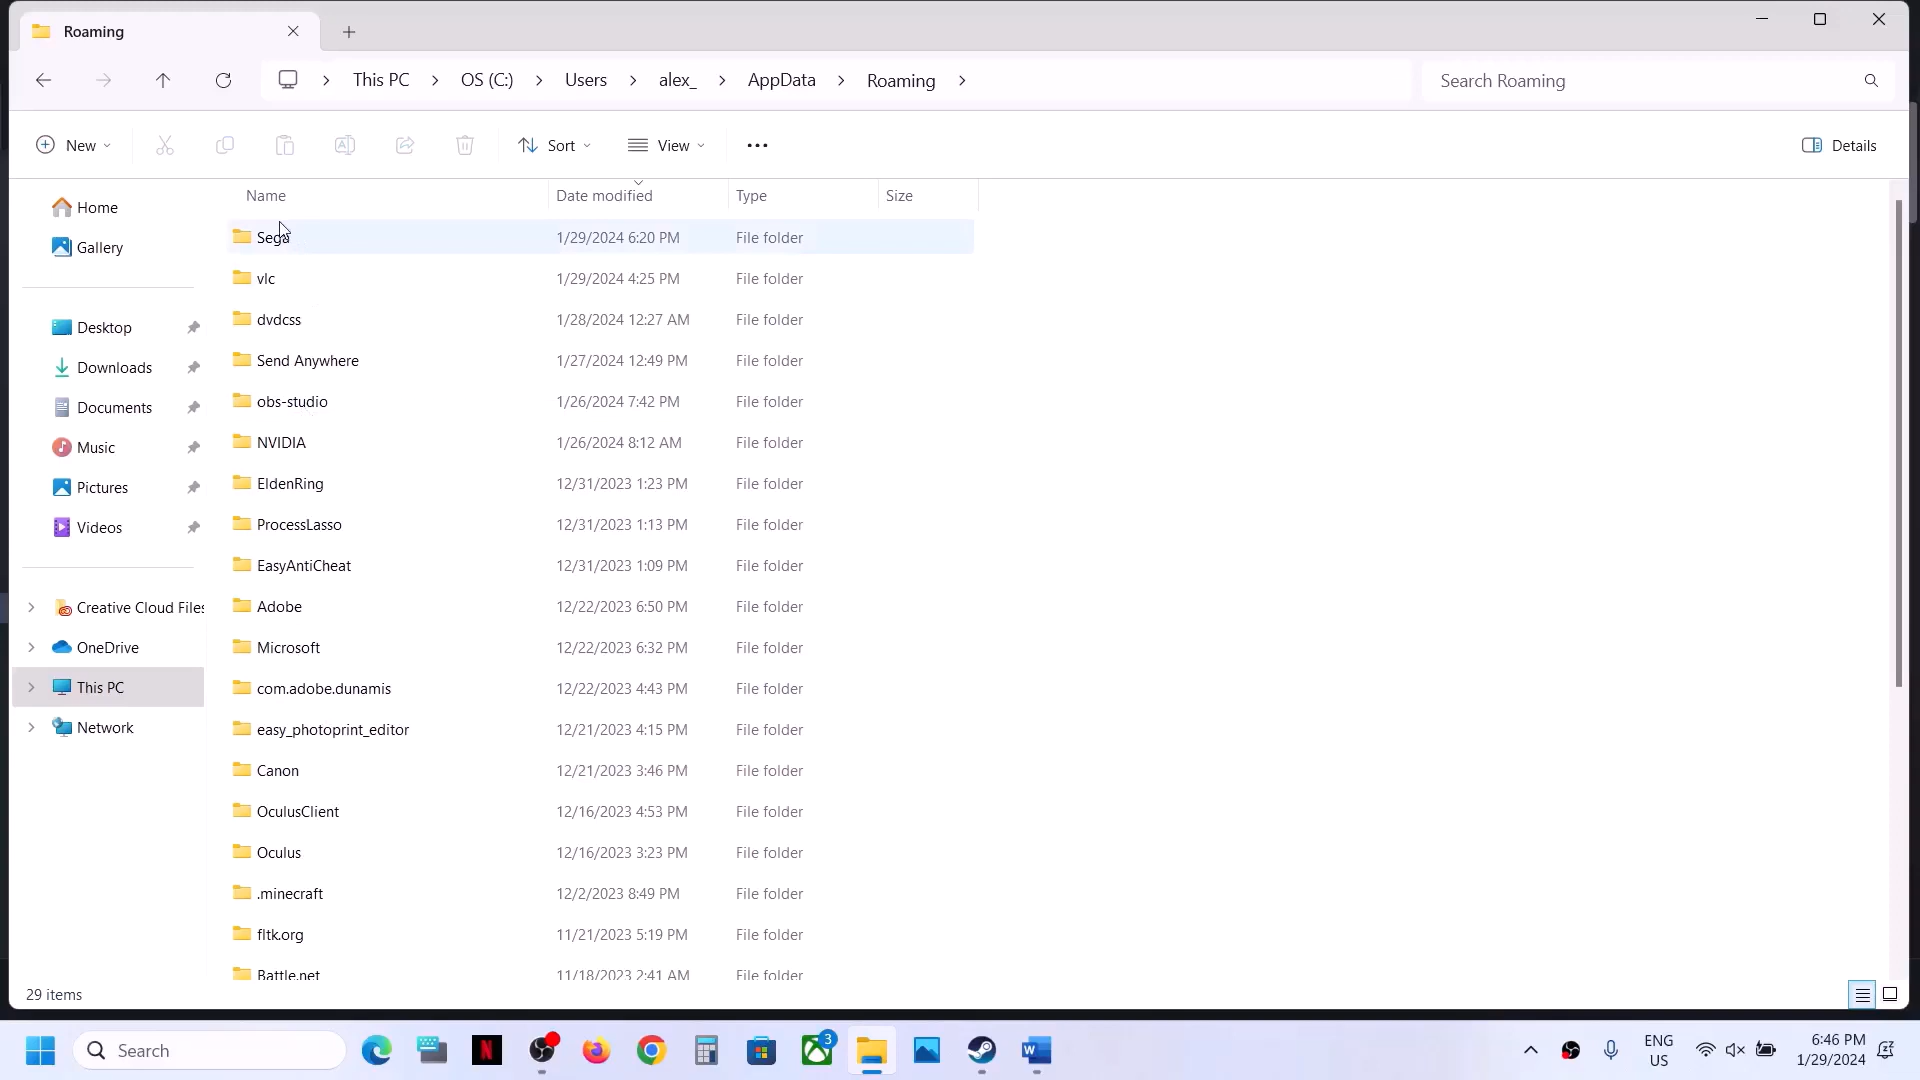 Roaming
This PC > OS (C:) > Users > alex_ > AppData > Roaming >
Search Roaming
New
Sort
View
Details
Home
Gallery
Desktop
Downloads
Documents
Music
Pictures
Videos
Creative Cloud Files
OneDrive
This PC
Network
Name Date modified Type Size
Sega 1/29/2024 6:20 PM File folder
vlc 1/29/2024 4:25 PM File folder
dvdcss 1/28/2024 12:27 AM File folder
Send Anywhere 1/27/2024 12:49 PM File folder
obs-studio 1/26/2024 7:42 PM File folder
NVIDIA 1/26/2024 8:12 AM File folder
EldenRing 12/31/2023 1:23 PM File folder
ProcessLasso 12/31/2023 1:13 PM File folder
EasyAntiCheat 12/31/2023 1:09 PM File folder
Adobe 12/22/2023 6:50 PM File folder
Microsoft 12/22/2023 6:32 PM File folder
com.adobe.dunamis 12/22/2023 4:43 PM File folder
easy_photoprint_editor 12/21/2023 4:15 PM File folder
Canon 12/21/2023 3:46 PM File folder
OculusClient 12/16/2023 4:53 PM File folder
Oculus 12/16/2023 3:23 PM File folder
.minecraft 12/2/2023 8:49 PM File folder
fltk.org 11/21/2023 5:19 PM File folder
Battle.net 11/18/2023 2:41 AM File folder
29 items
Search
N
3
W
ENG
US
6:46 PM
1/29/2024